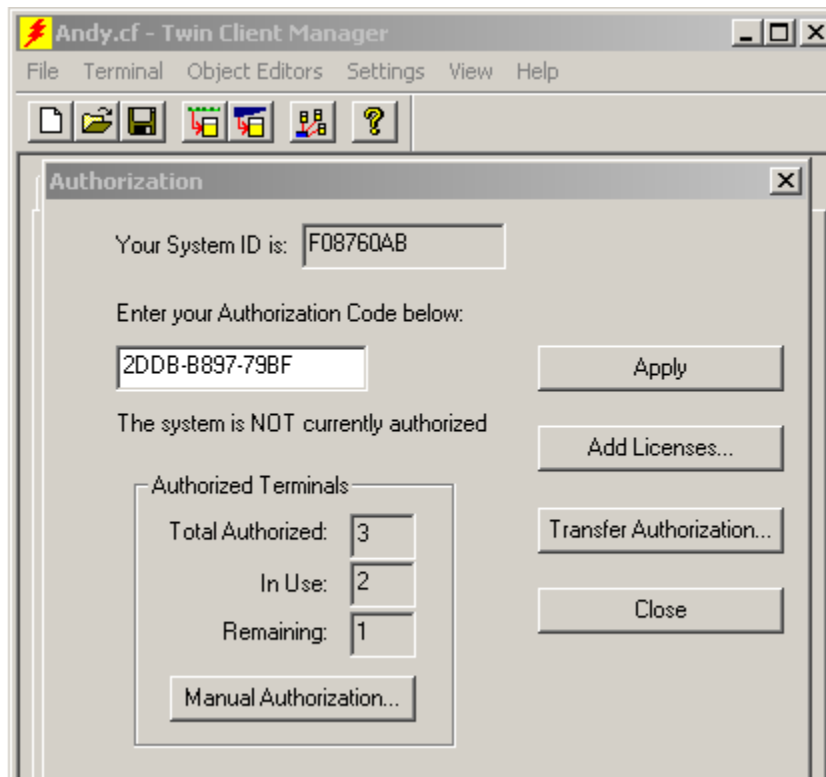 Andy.cf - Twin Client Manager
File Terminal Object Editors Settings View Help
Authorization
Your System ID is: F08760AB
Enter your Authorization Code below:
2DDB-B897-79BF
Apply
The system is NOT currently authorized
Add Licenses...
Authorized Terminals
Total Authorized: 3
Transfer Authorization...
In Use: 2
Close
Remaining: 1
Manual Authorization...